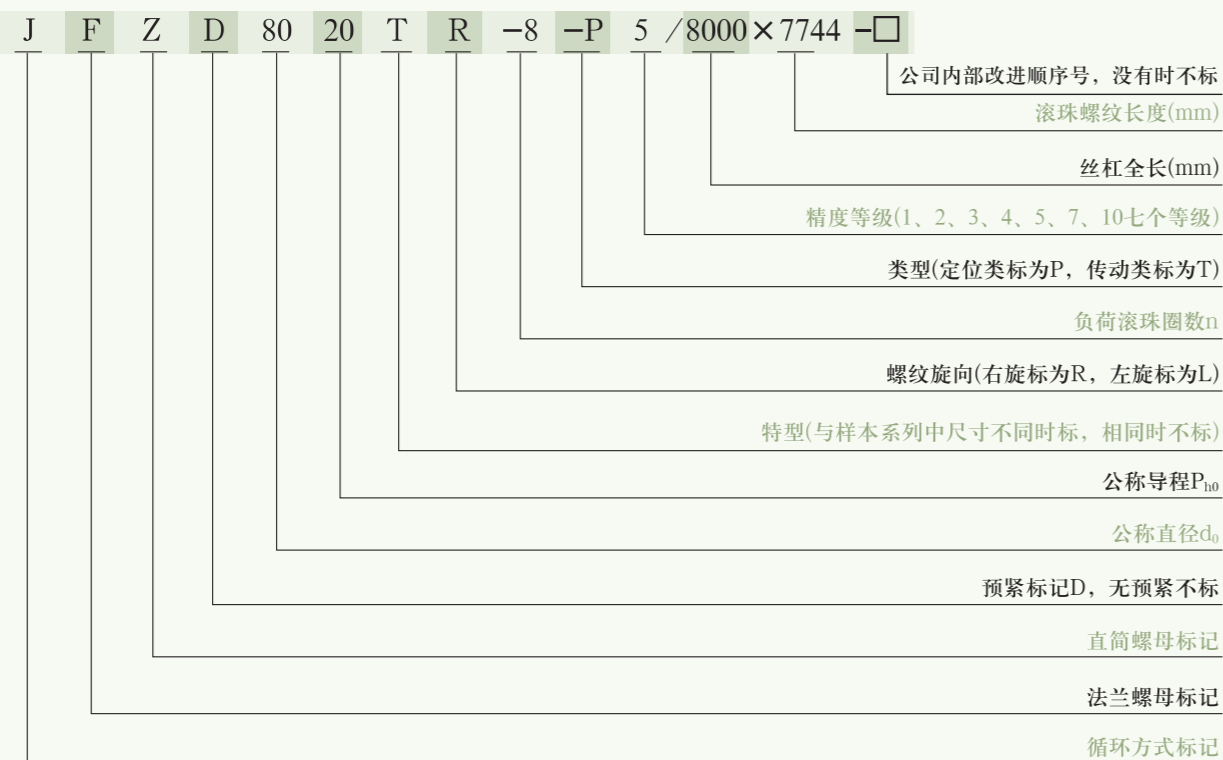 J F Z D 80 20 T R −8 −P 5 /8000×7744 −□
公司内部改进顺序号，没有时不标
滚珠螺纹长度(mm)
丝杠全长(mm)
精度等级(1、2、3、4、5、7、10七个等级)
类型(定位类标为P，传动类标为T)
负荷滚珠圈数n
螺纹旋向(右旋标为R，左旋标为L)
特型(与样本系列中尺寸不同时标，相同时不标)
公称导程Ph0
公称直径d0
预紧标记D，无预紧不标
直筒螺母标记
法兰螺母标记
循环方式标记